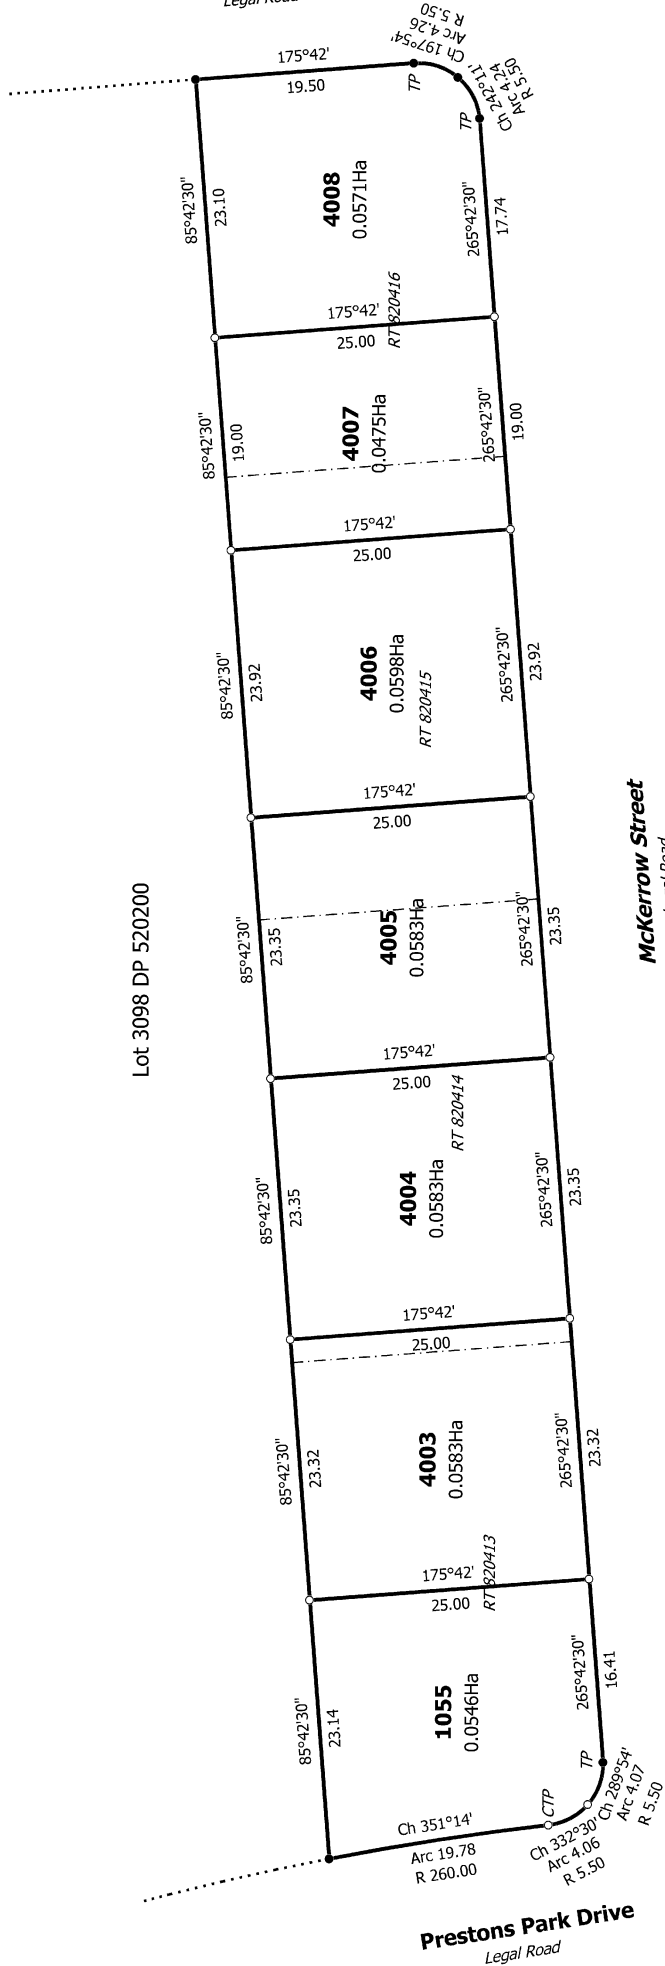 Legal Road
175°42'
19.50
TP
Ch 197°54'
Arc 4.26
R 5.50
Ch 242°11'
Arc 4.24
R 5.50
TP
85°42'30"
23.10
4008
0.0571Ha
265°42'30"
17.74
175°42'
25.00
RT 820416
85°42'30"
19.00
4007
0.0475Ha
265°42'30"
19.00
175°42'
25.00
85°42'30"
23.92
4006
0.0598Ha
RT 820415
265°42'30"
23.92
175°42'
25.00
McKerrow Street
Lot 3098 DP 520200
85°42'30"
23.35
4005
0.0583Ha
265°42'30"
23.35
175°42'
25.00
RT 820414
85°42'30"
23.35
4004
0.0583Ha
265°42'30"
23.35
175°42'
25.00
85°42'30"
23.32
4003
0.0583Ha
265°42'30"
23.32
175°42'
25.00
RT 820413
85°42'30"
23.14
1055
0.0546Ha
265°42'30"
16.41
TP
Ch 289°54'
Arc 4.07
R 5.50
CTP
Ch 332°30'
Arc 4.06
R 5.50
Ch 351°14'
Arc 19.78
R 260.00
Prestons Park Drive
Legal Road